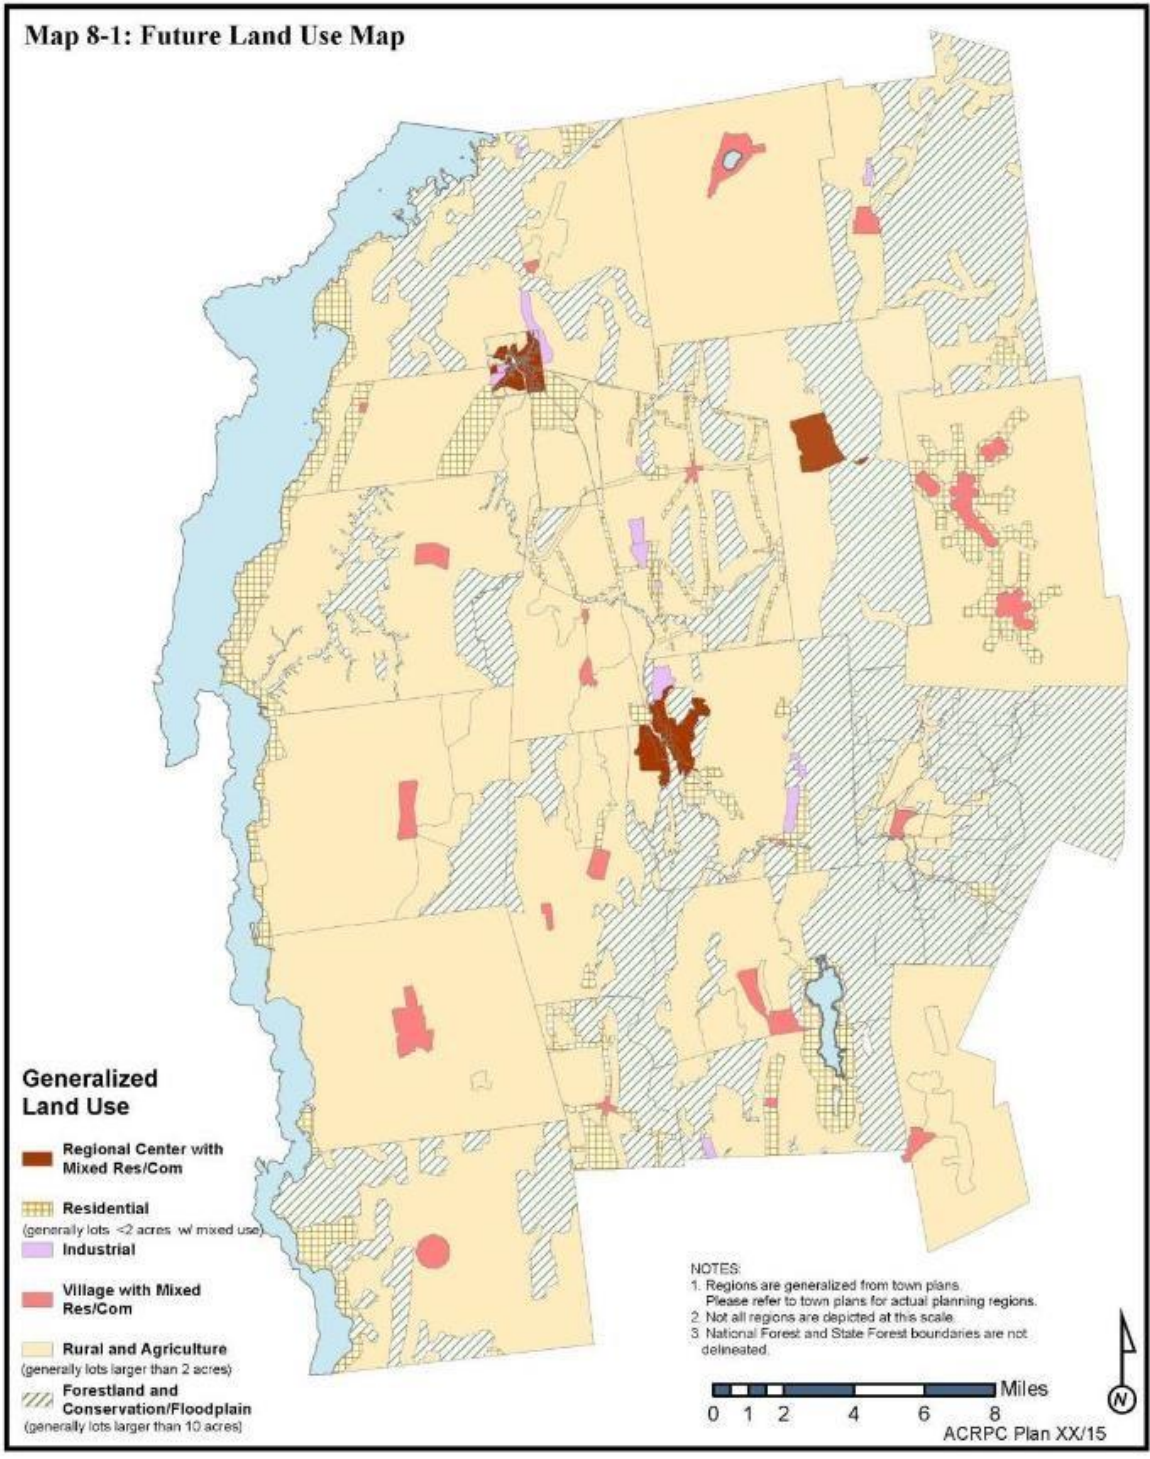 Map 8-1: Future Land Use Map
Generalized
Land Use
Regional Center with
Mixed Res/Com
Residential
(generally lots <2 acres w/ mixed use)
Industrial
Village with Mixed
Res/Com
Rural and Agriculture
(generally lots larger than 2 acres)
Forestland and
Conservation/Floodplain
(generally lots larger than 10 acres)
NOTES:
1. Regions are generalized from town plans.
Please refer to town plans for actual planning regions.
2. Not all regions are depicted at this scale.
3. National Forest and State Forest boundaries are not
delineated.
Miles
0 1 2 4 6 8
N
ACRPC Plan XX/15